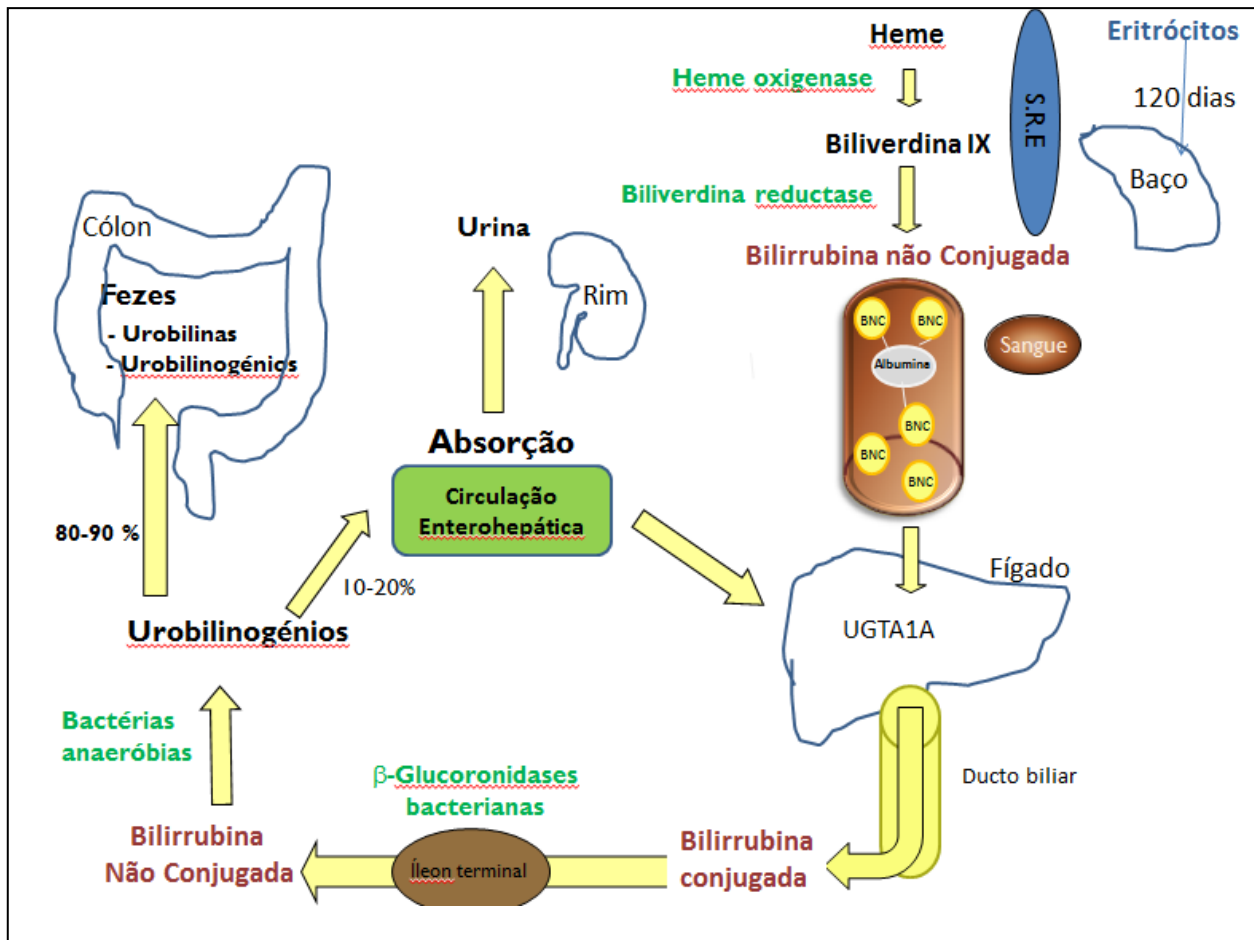 Heme
Eritrócitos
Heme oxigenase
S.R.E
120 dias
Biliverdina IX
Baço
Biliverdina reductase
Bilirrubina não Conjugada
BNC
BNC
Albumina
BNC
BNC
BNC
Sangue
Fígado
UGTA1A
Ducto biliar
Bilirrubina
conjugada
β-Glucoronidases
bacterianas
Íleon terminal
Bilirrubina
Não Conjugada
Bactérias
anaeróbias
Urobilinogénios
80-90 %
10-20%
Cólon
Fezes
- Urobilinas
- Urobilinogénios
Absorção
Circulação
Enterohepática
Urina
Rim